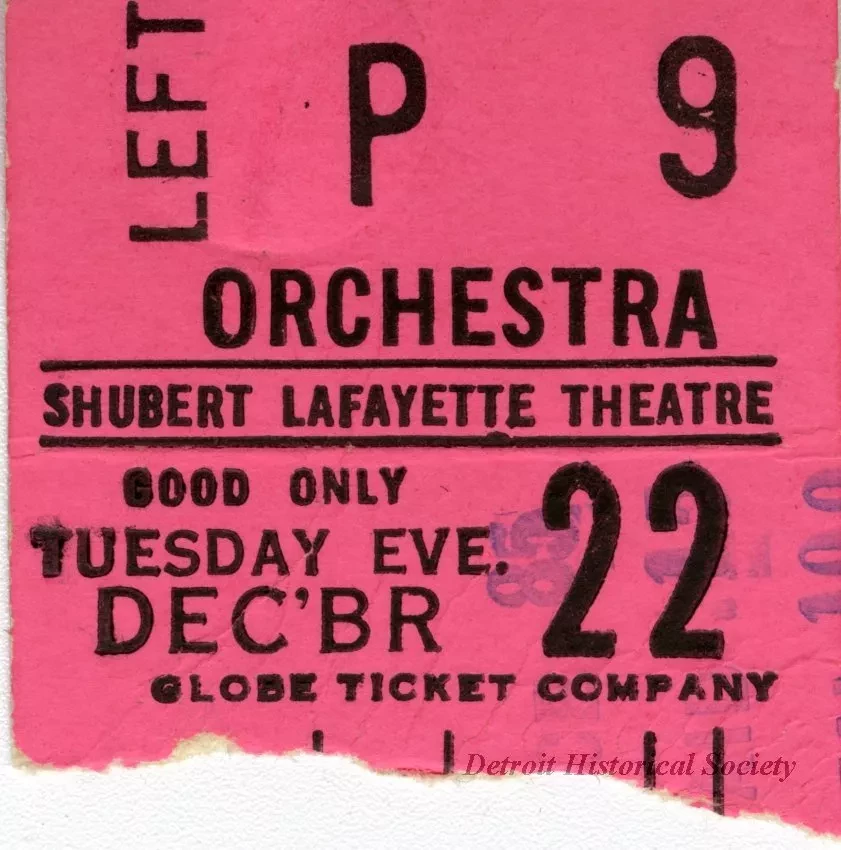 LEFT
P 9
ORCHESTRA
SHUBERT LAFAYETTE THEATRE
GOOD ONLY
TUESDAY EVE.
DEC'BR 22
GLOBE TICKET COMPANY
Detroit Historical Society